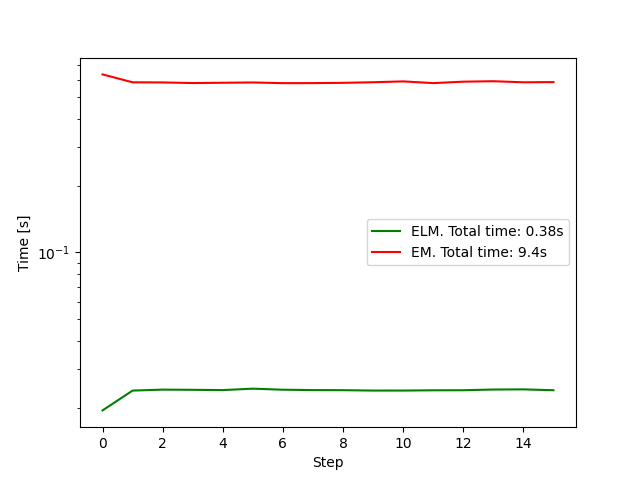 Time [s]
10⁻¹
ELM. Total time: 0.38s
EM. Total time: 9.4s
0 2 4 6 8 10 12 14
Step